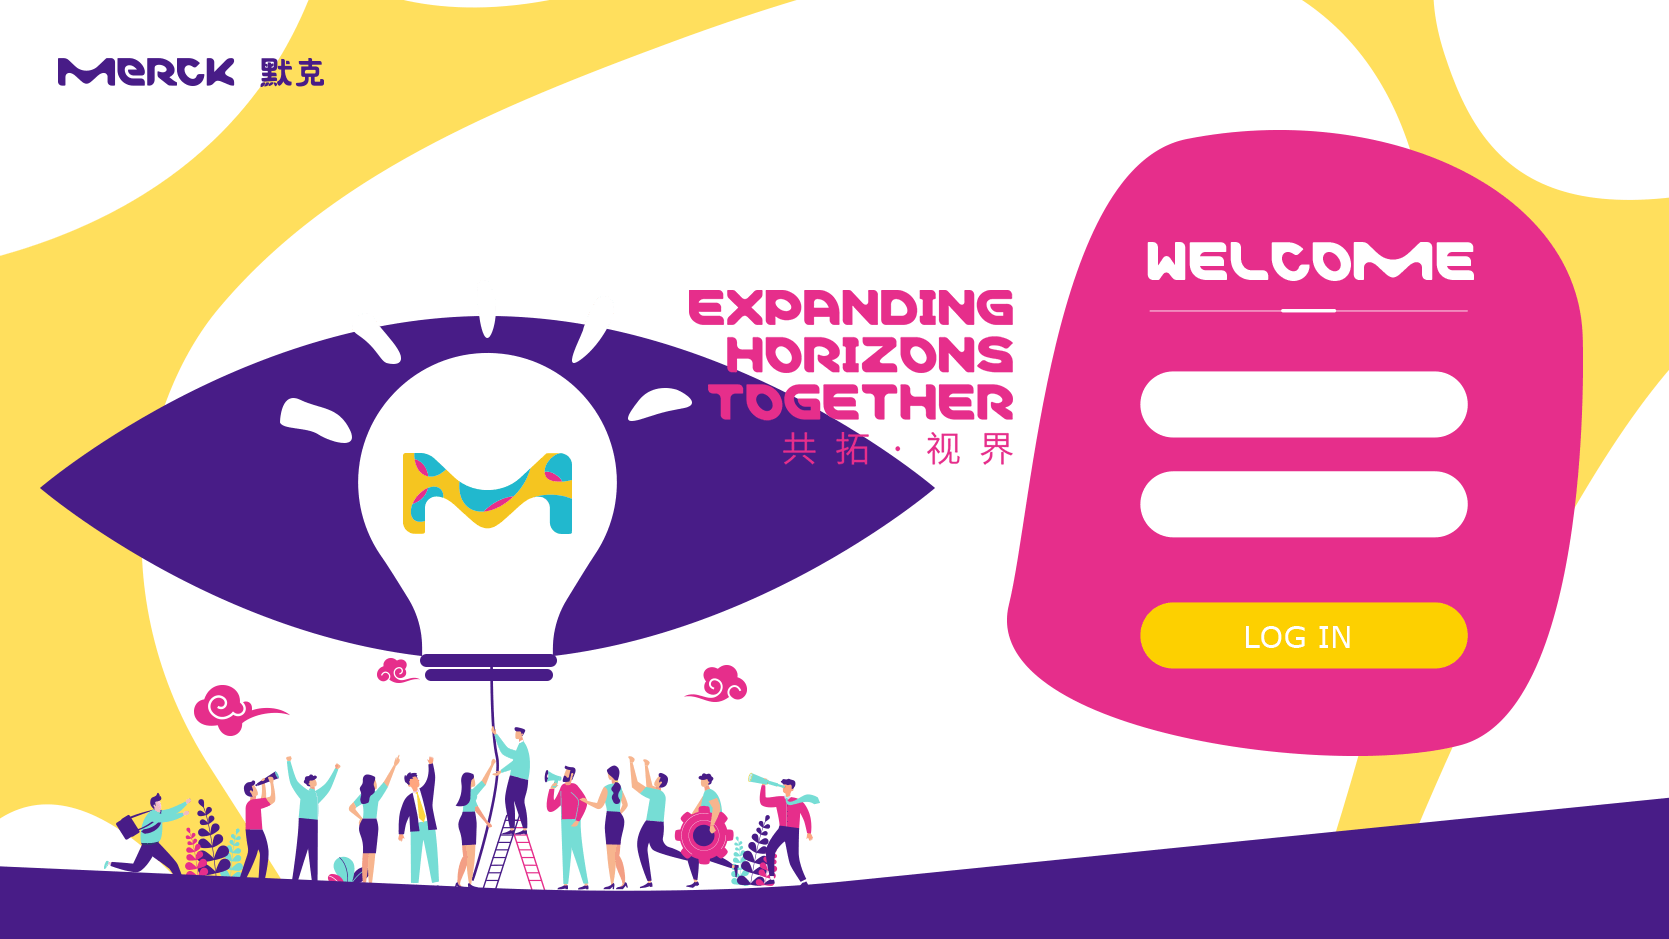 MERCK 默克
EXPANDING
HORIZONS
TOGETHER
共拓·视界
WELCOME
LOG IN